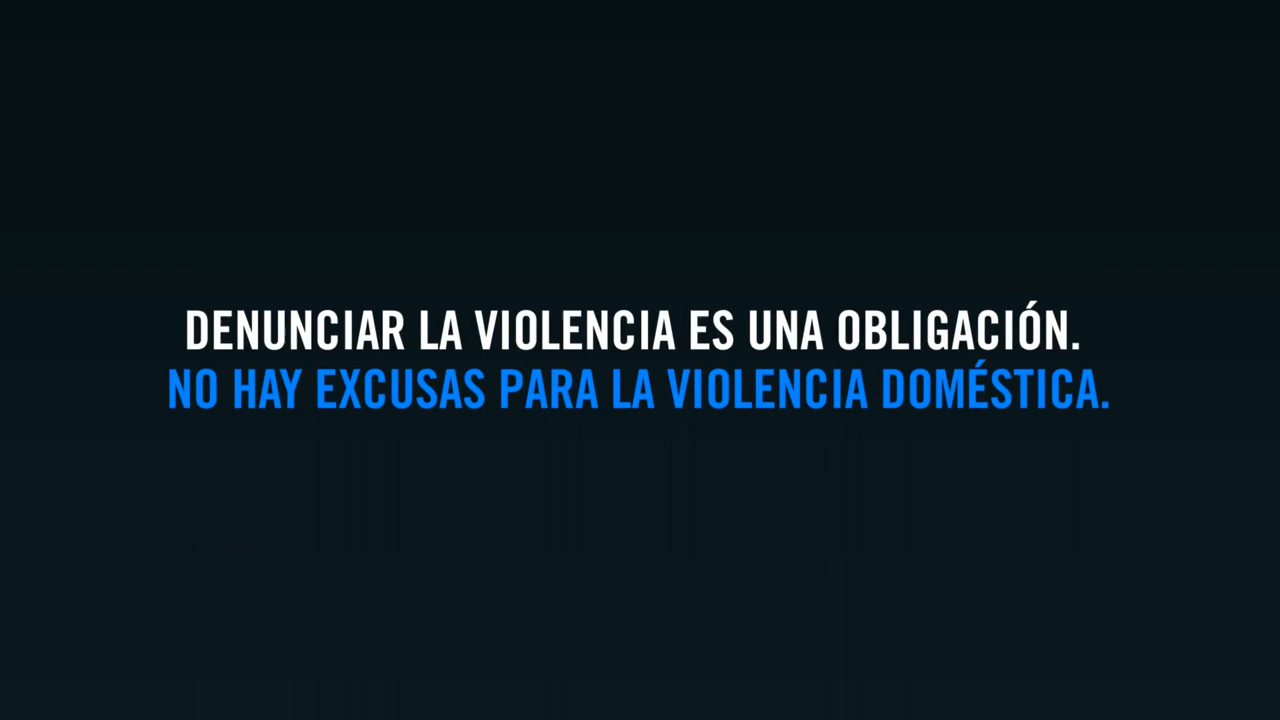 DENUNCIAR LA VIOLENCIA ES UNA OBLIGACIÓN.
NO HAY EXCUSAS PARA LA VIOLENCIA DOMÉSTICA.